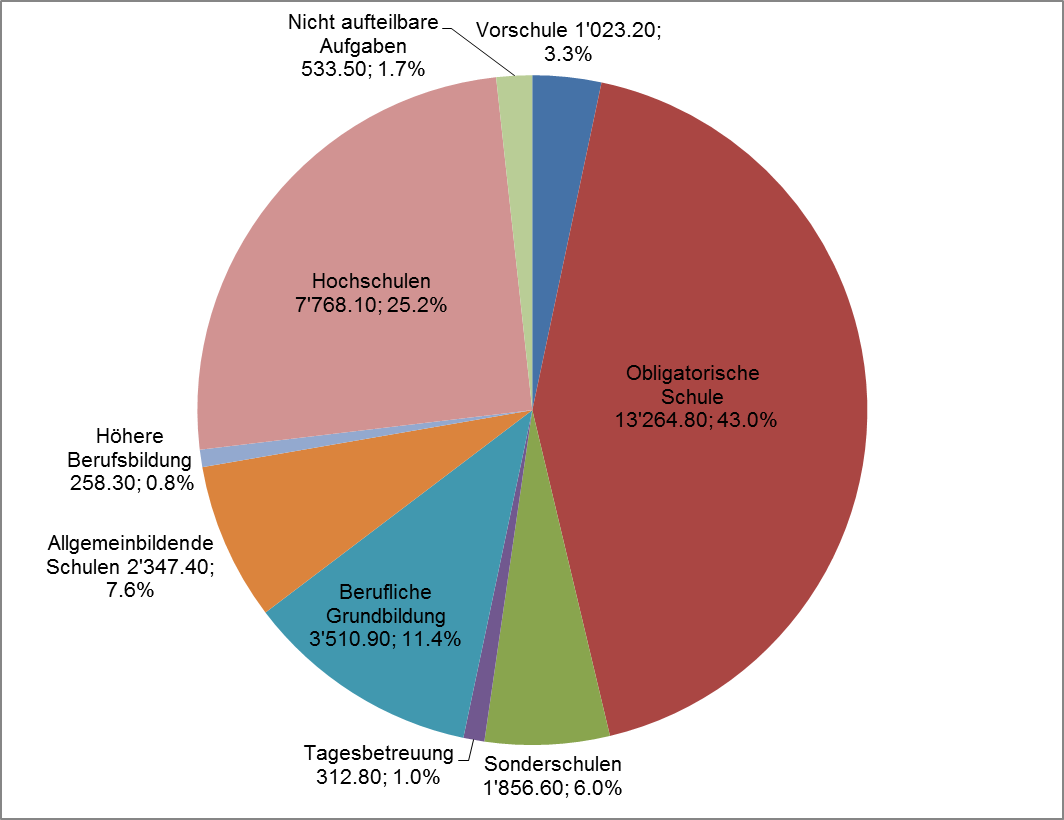 Nicht aufteilbare
Aufgaben
533.50; 1.7%
Vorschule 1'023.20;
3.3%
Hochschulen
7'768.10; 25.2%
Obligatorische
Schule
13'264.80; 43.0%
Höhere
Berufsbildung
258.30; 0.8%
Allgemeinbildende
Schulen 2'347.40;
7.6%
Berufliche
Grundbildung
3'510.90; 11.4%
Tagesbetreuung
312.80; 1.0%
Sonderschulen
1'856.60; 6.0%